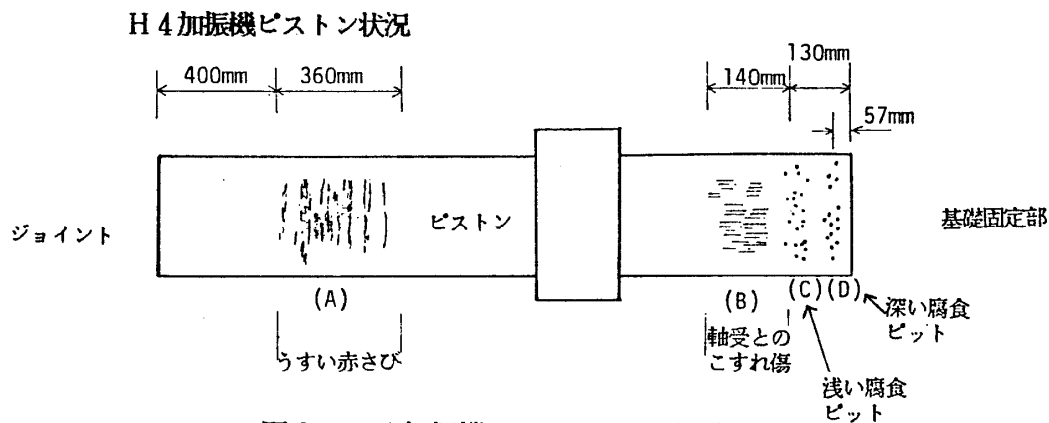 H4加振機ピストン状況
400mm
360mm
130mm
140mm
57mm
ジョイント
ピストン
基礎固定部
(A)
(B)
(C)
(D)
うすい赤さび
軸受との
こすれ傷
深い腐食
ピット
浅い腐食
ピット